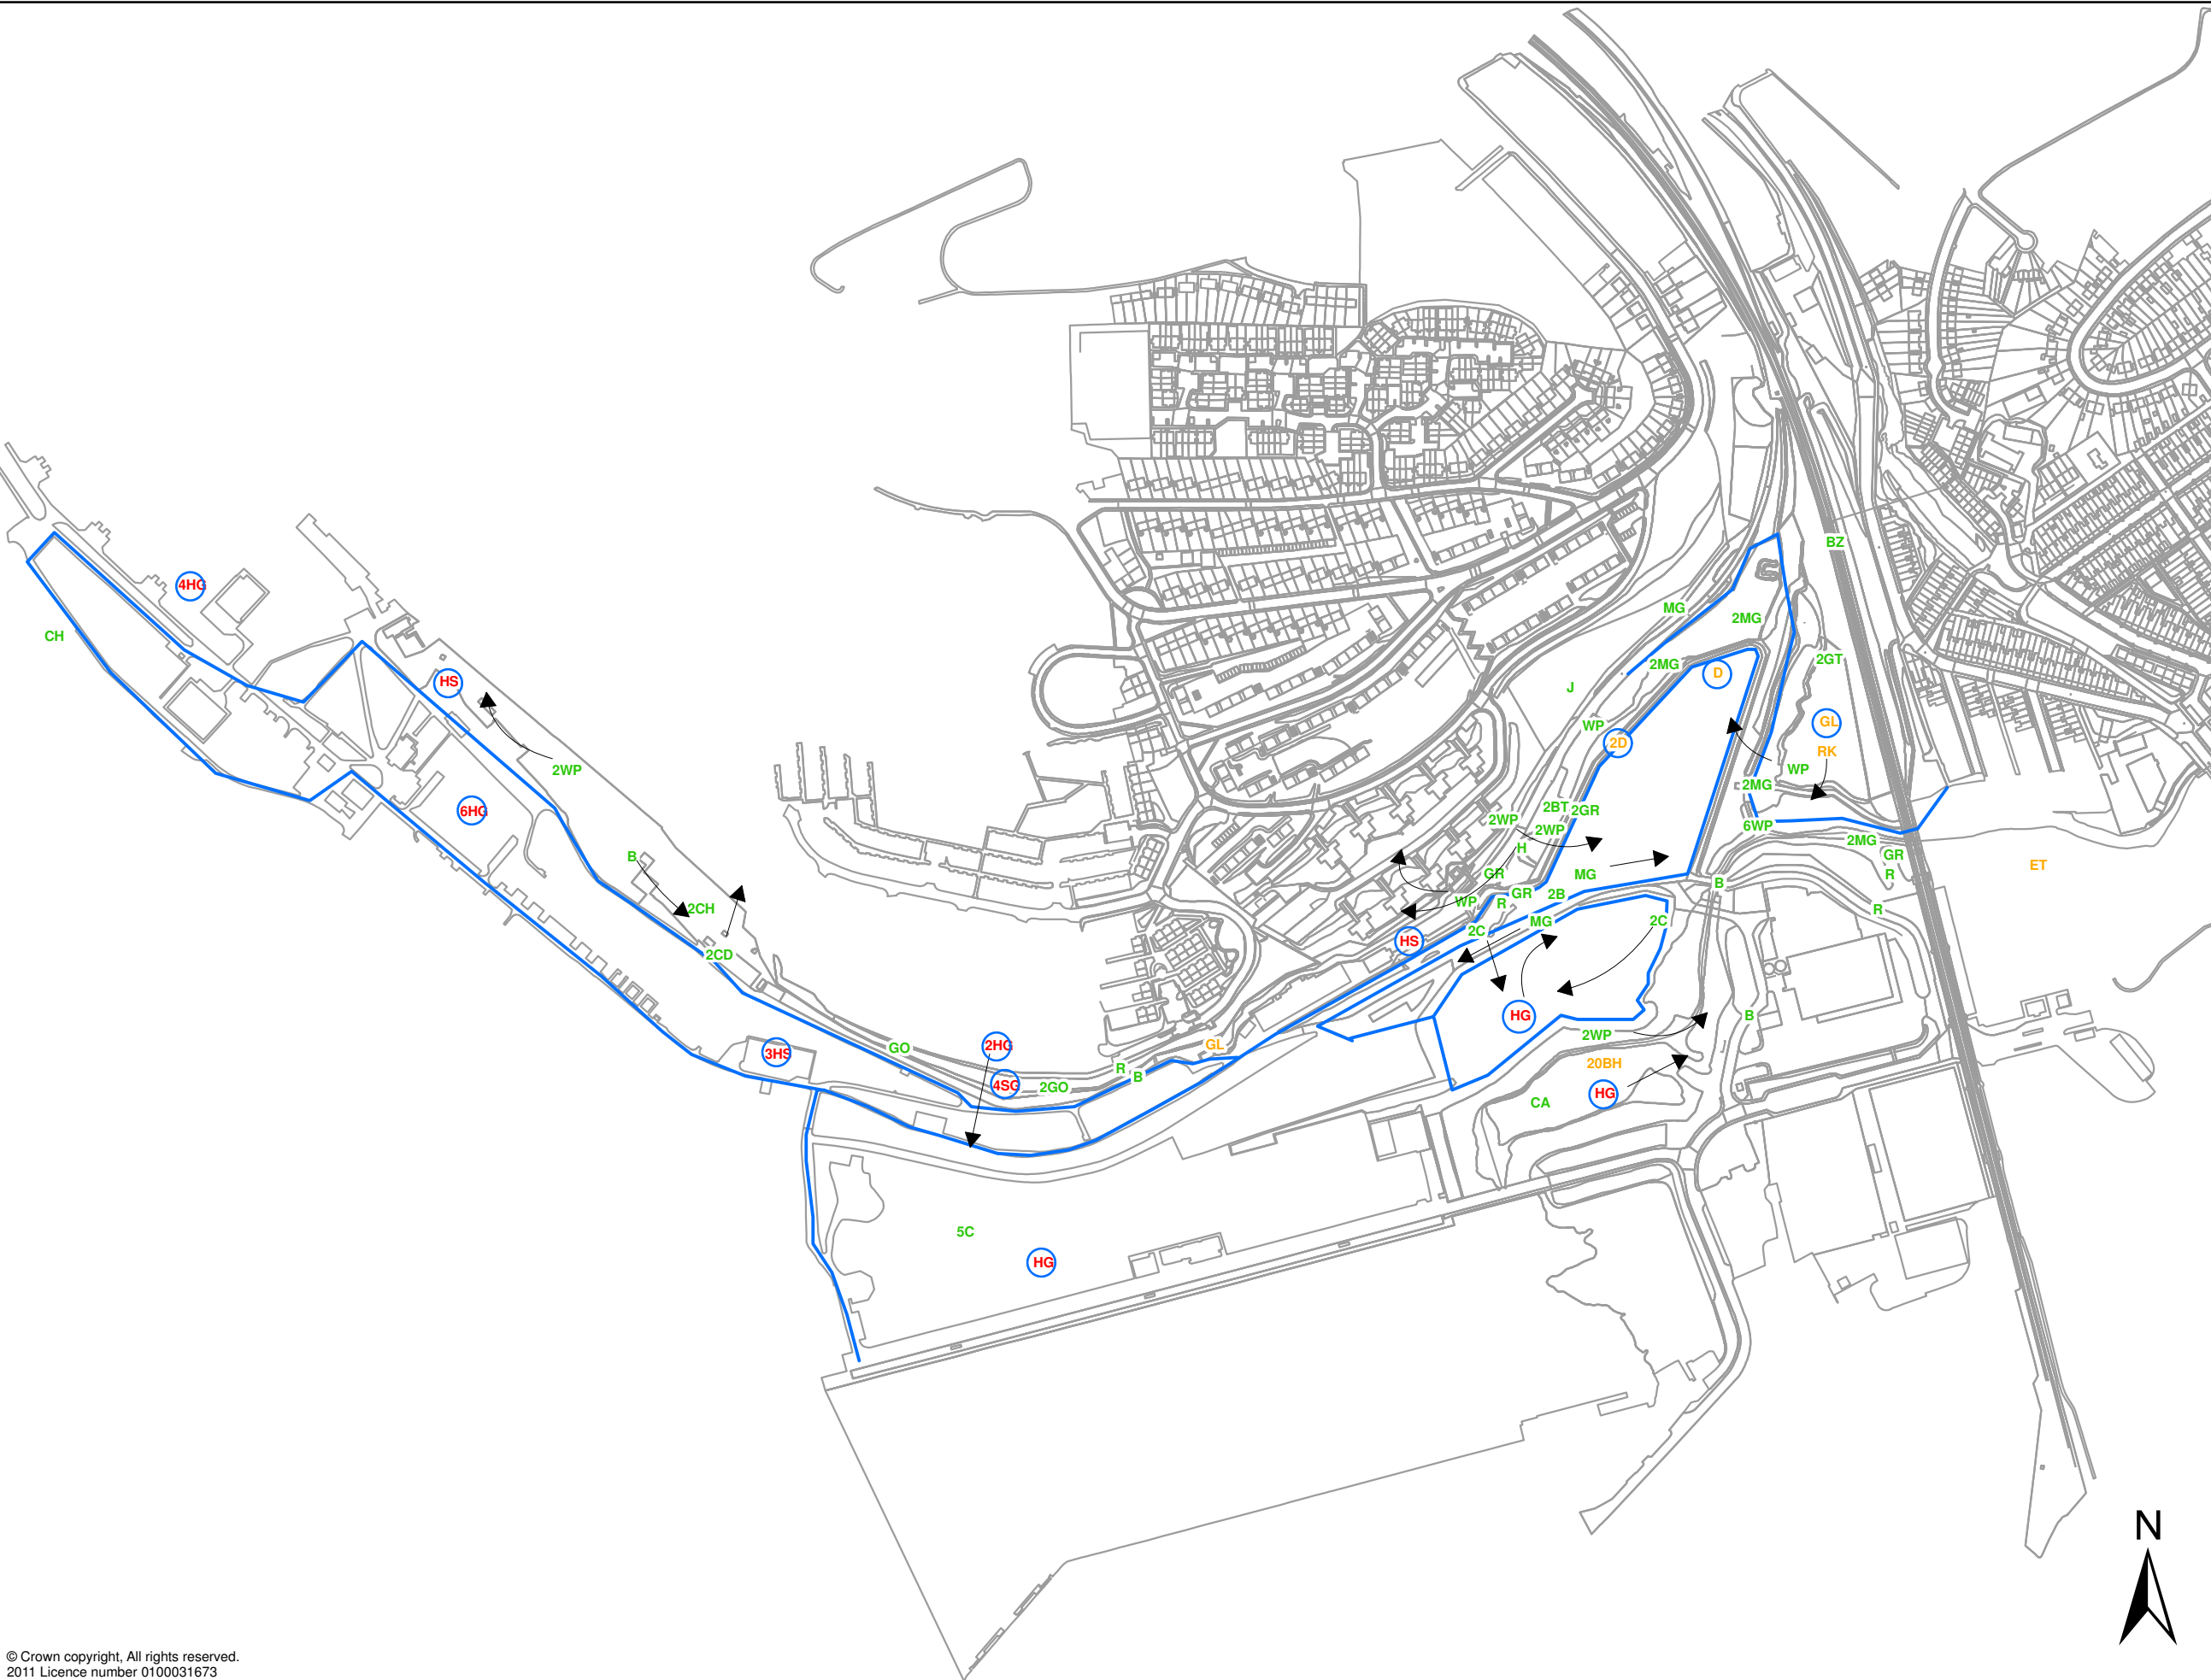 BZ
4HG
MG
2MG
CH
2GT
2MG
D
HS
J
GL
WP
2D
RK
2WP
WP
2MG
2BT
2GR
6HG
2WP
6WP
2WP
2MG
H
B
GR
ET
GR
MG
R
B
2B
GR
WP
R
2CH
R
MG
2C
2C
HS
2CD
HG
B
2WP
2HG
GL
GO
3HS
20BH
R
B
4SG
2GO
HG
CA
5C
HG
N
© Crown copyright, All rights reserved.
2011 Licence number 0100031673